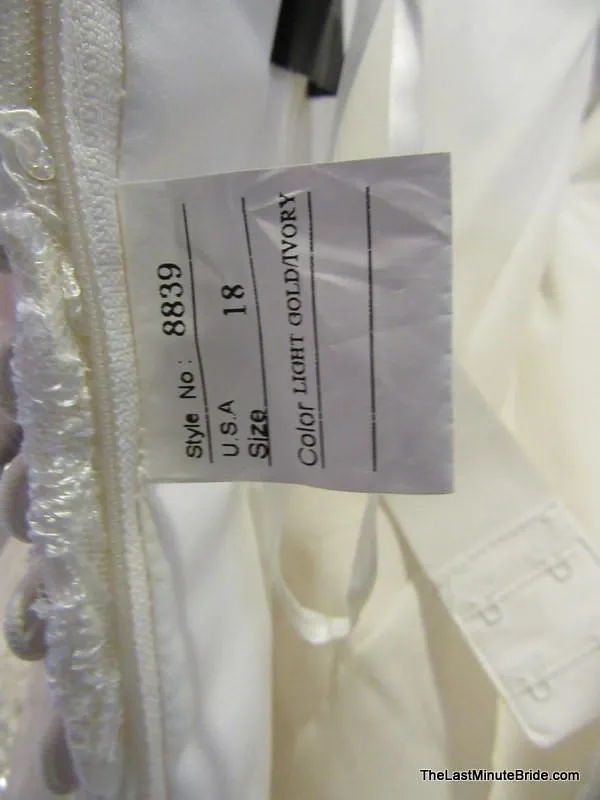 Style No: 8839
U.S.A 18
Size
Color LIGHT GOLD/IVORY
TheLastMinuteBride.com